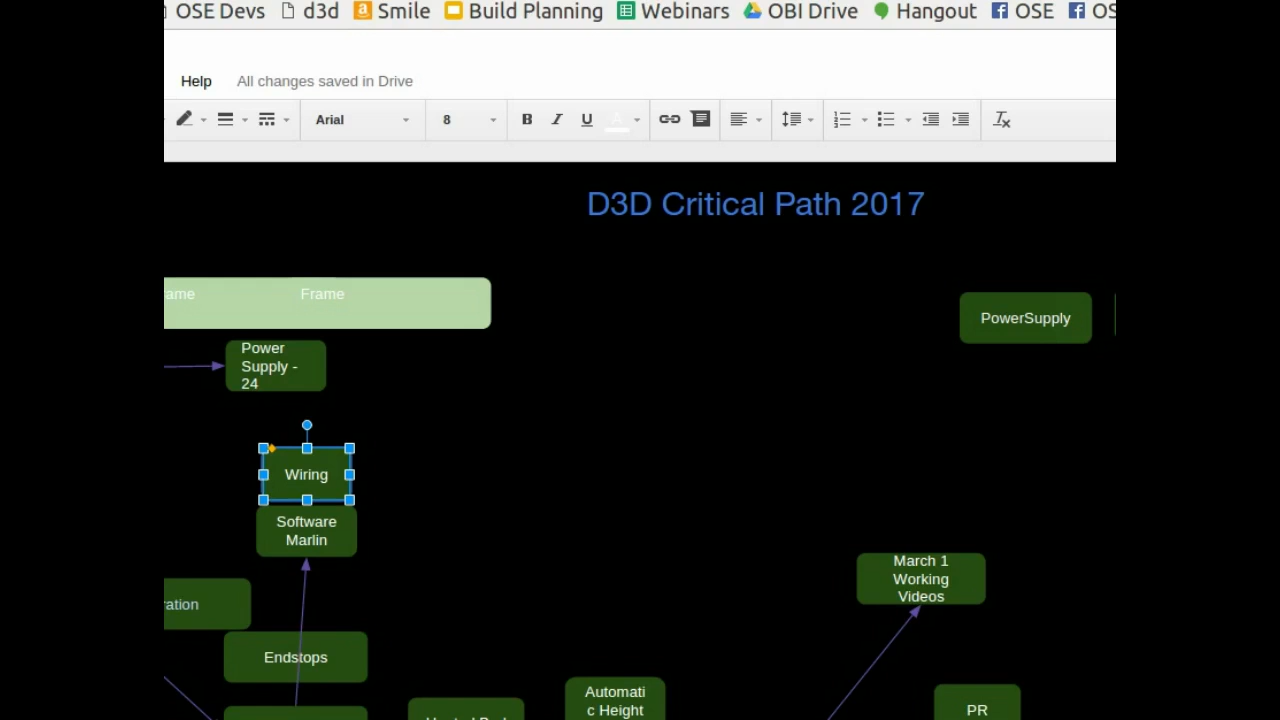 OSE Devs d3d Smile Build Planning Webinars OBI Drive Hangout OSE OS
Help All changes saved in Drive
Arial 8 B I U A
D3D Critical Path 2017
ame Frame
PowerSupply
Power
Supply -
24
Wiring
Software
Marlin
March 1
Working
Videos
ration
Endstops
Automati
c Height
PR